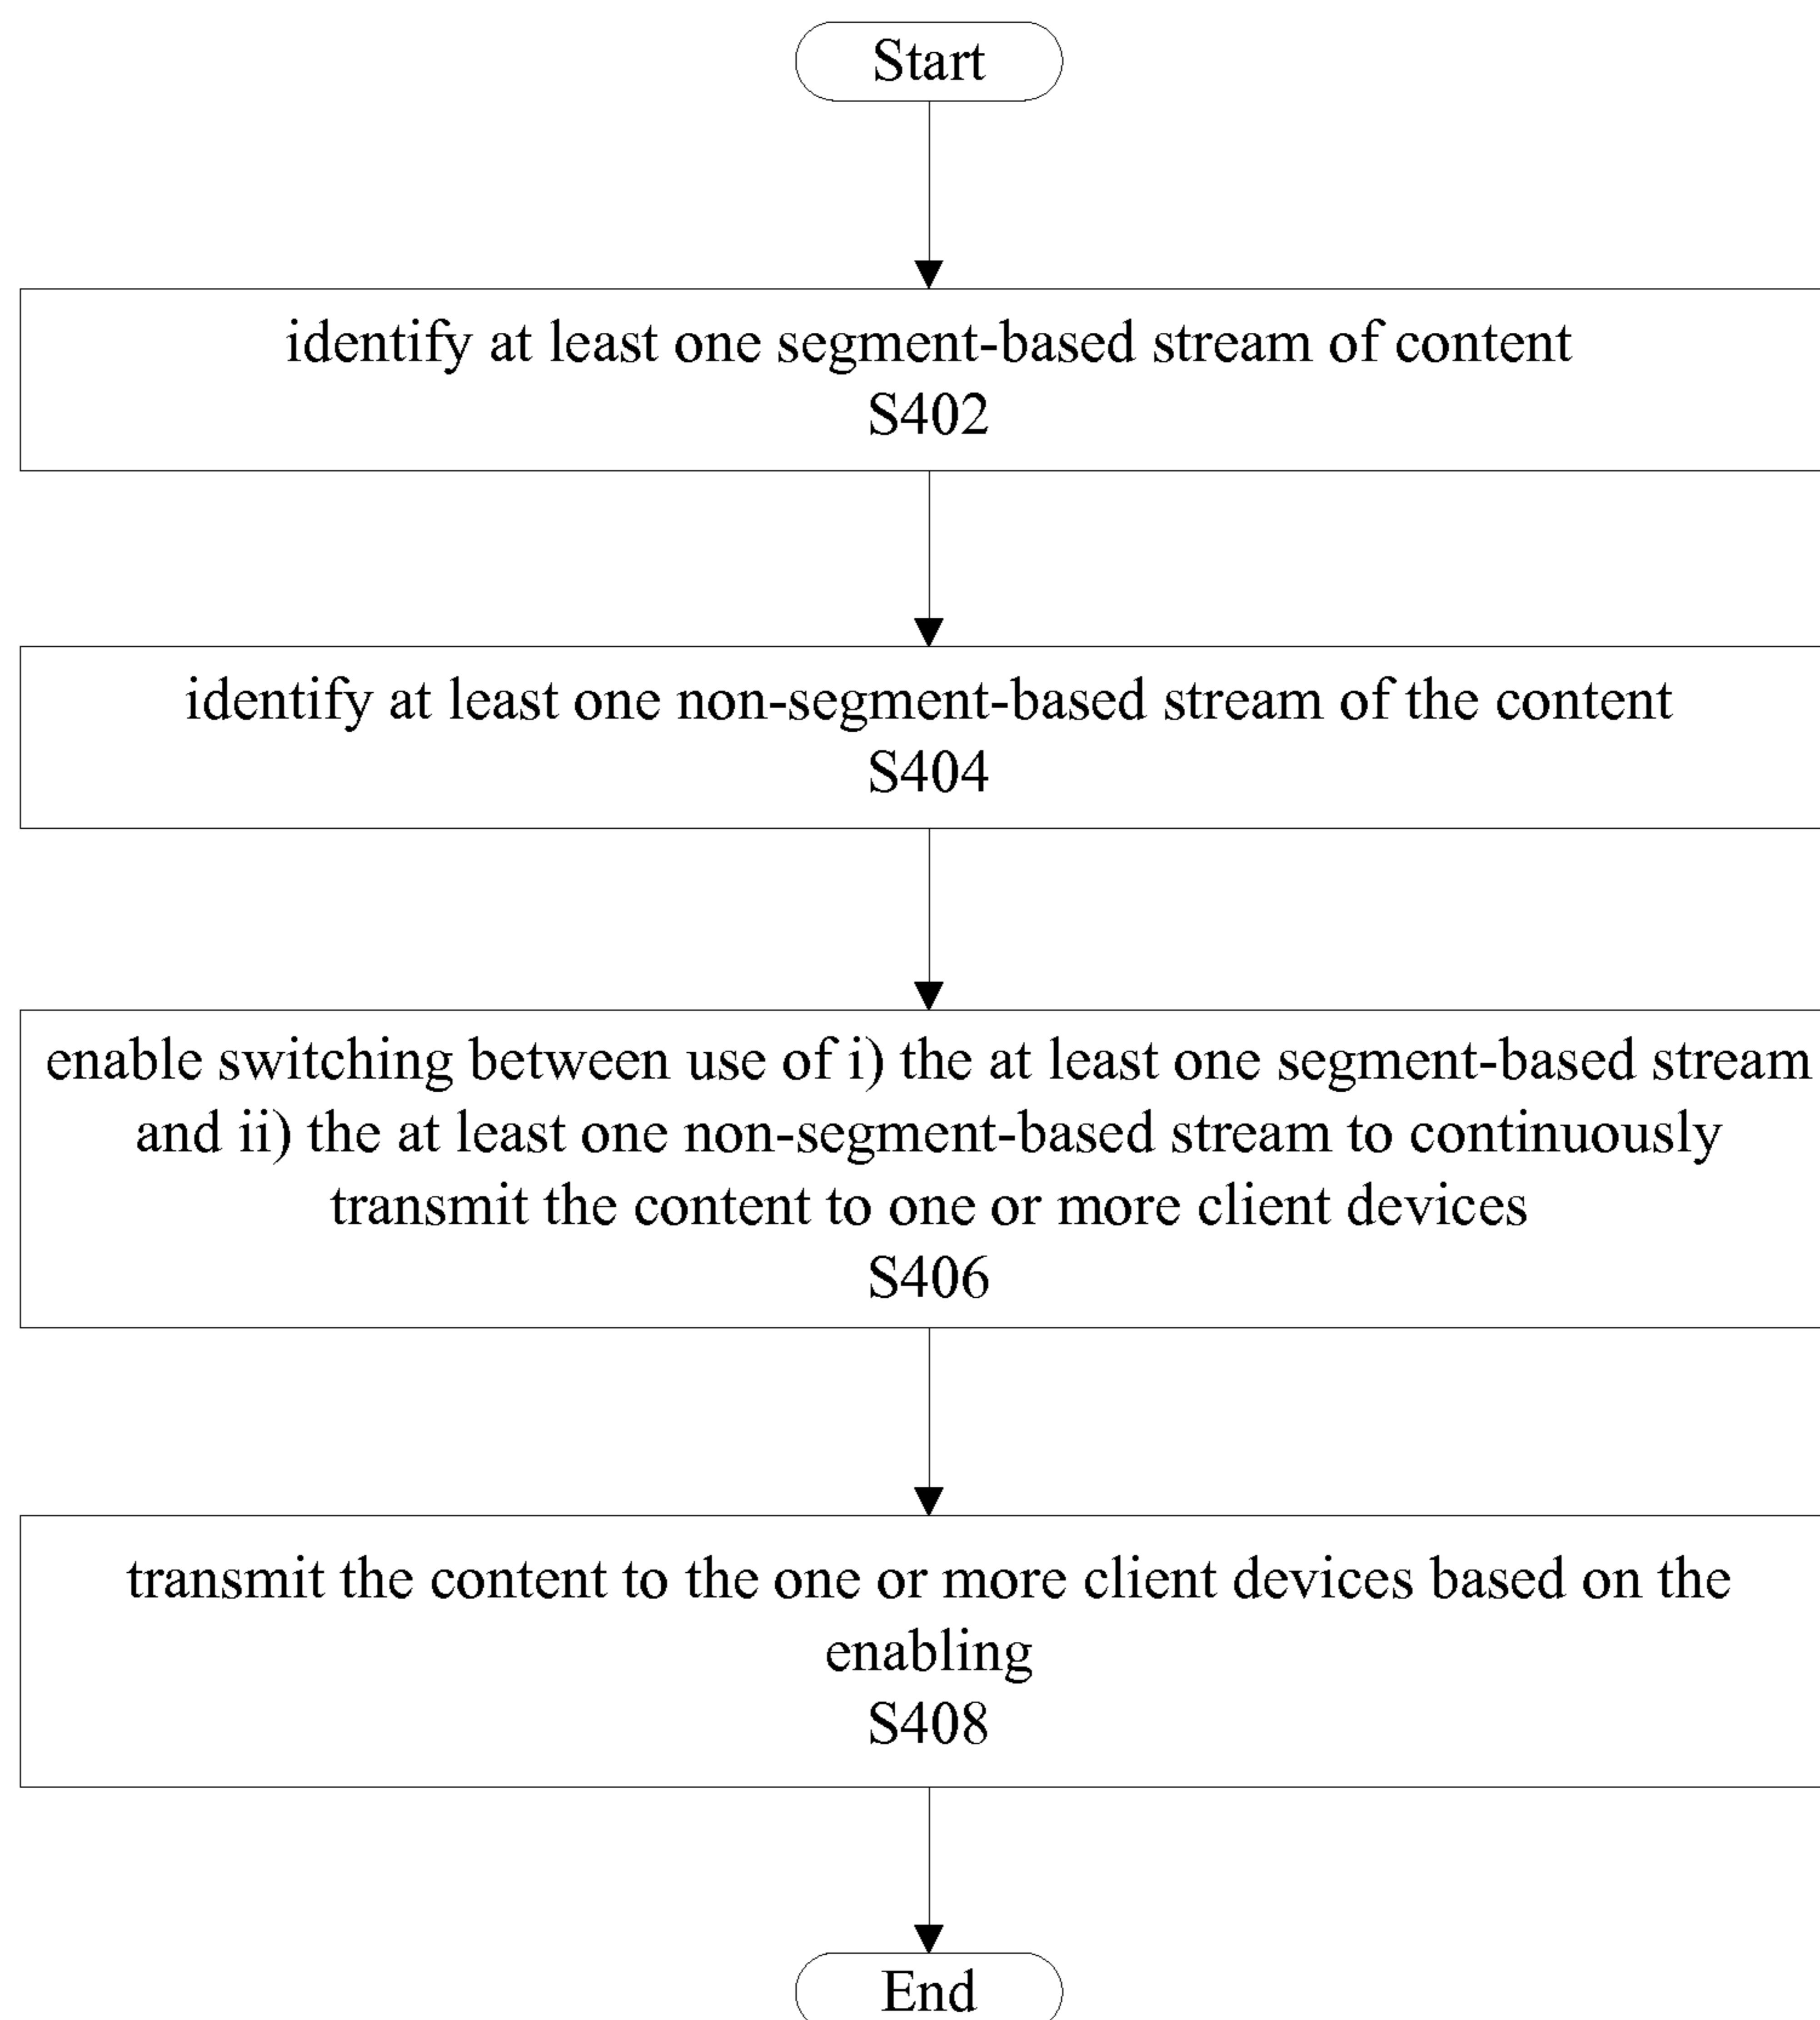 Start
identify at least one segment-based stream of content
S402
identify at least one non-segment-based stream of the content
S404
enable switching between use of i) the at least one segment-based stream
and ii) the at least one non-segment-based stream to continuously
transmit the content to one or more client devices
S406
transmit the content to the one or more client devices based on the
enabling
S408
End